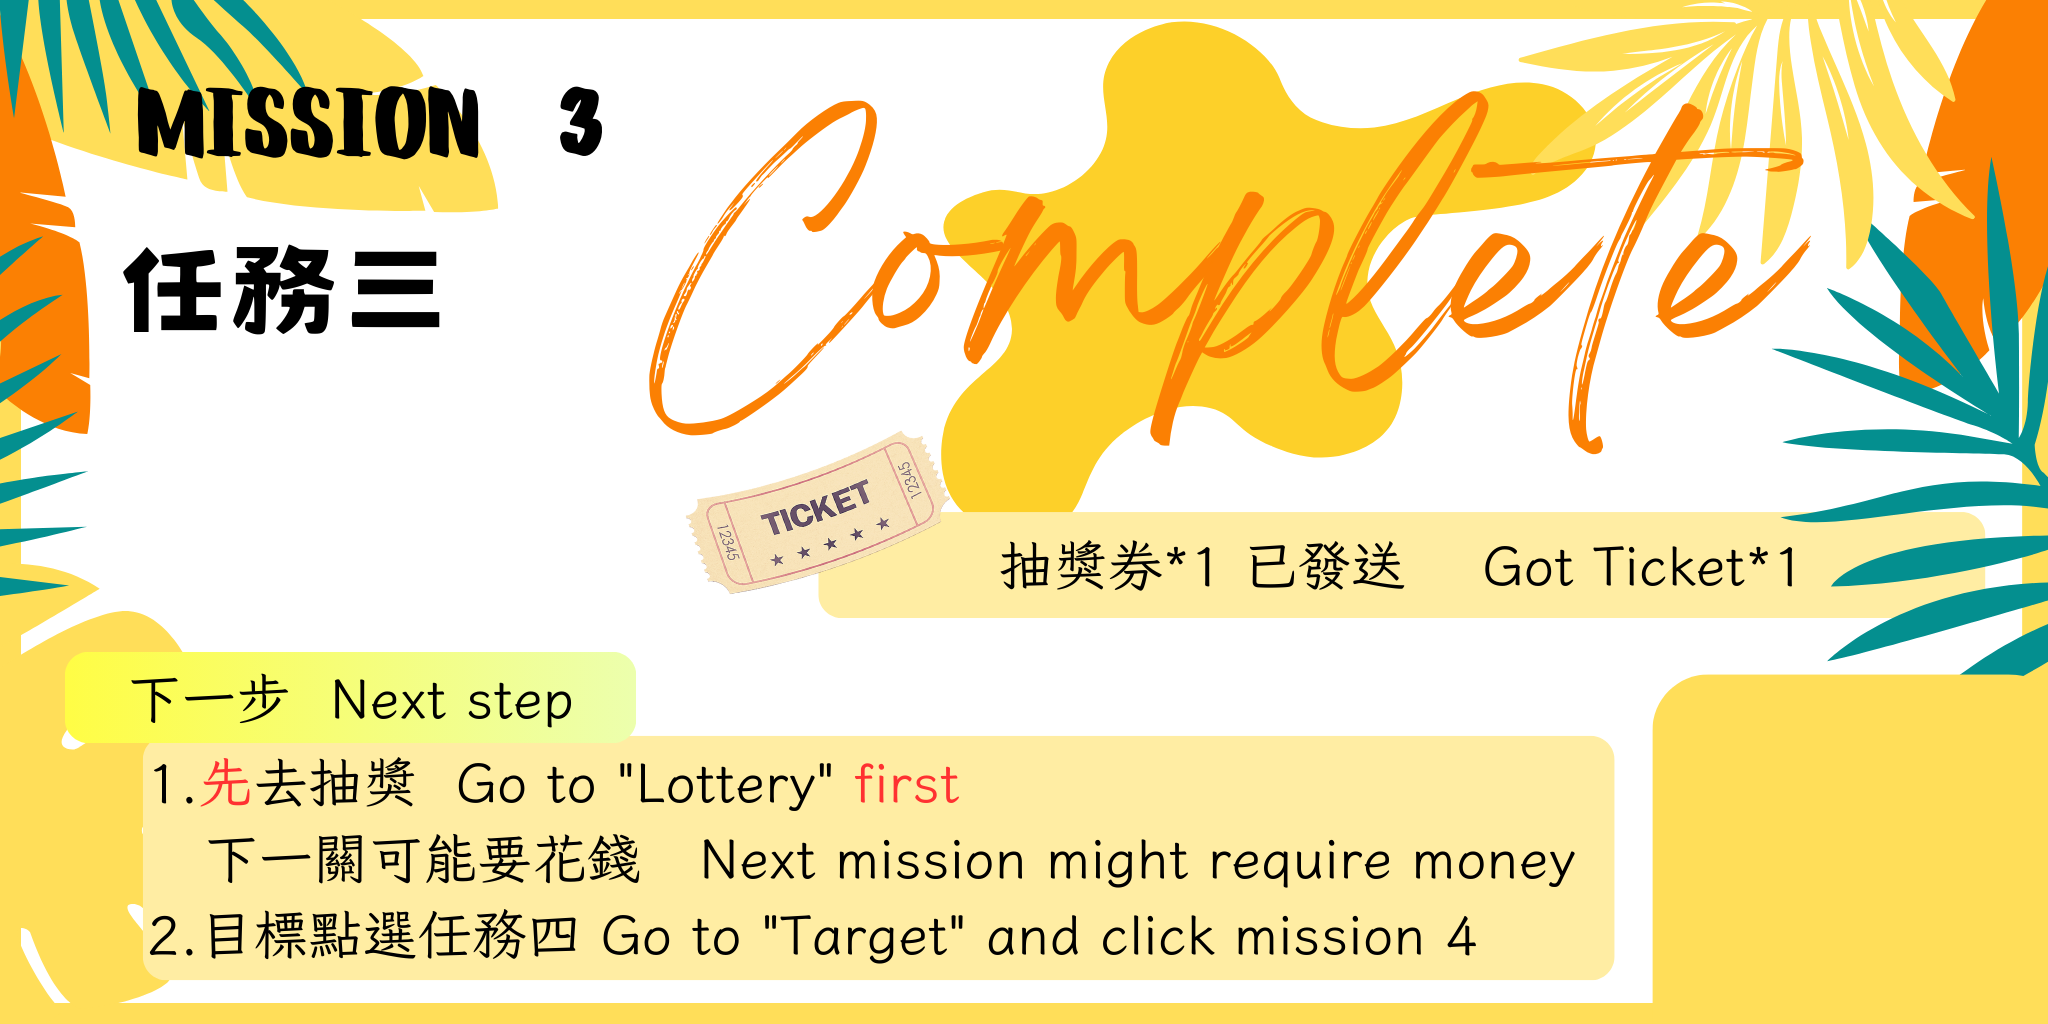 MISSION 3
任務三
Complete
TICKET
12345
12345
抽獎券*1 已發送 Got Ticket*1
下一步 Next step
1.先去抽獎 Go to "Lottery" first
下一關可能要花錢 Next mission might require money
2.目標點選任務四 Go to "Target" and click mission 4